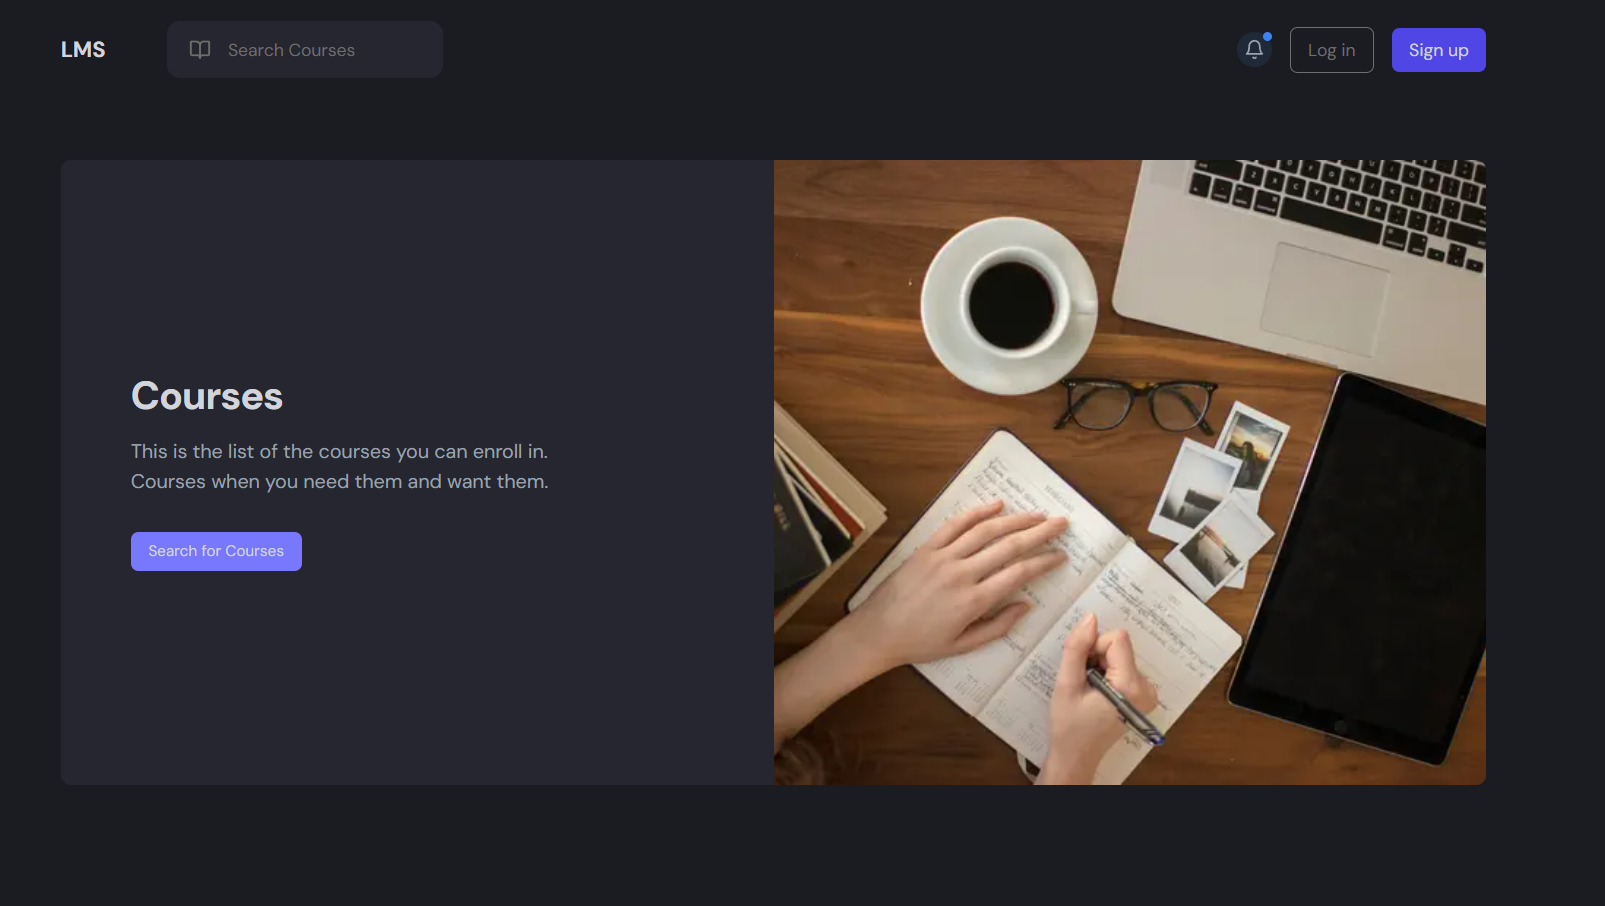 LMS
Search Courses
Log in
Sign up
Courses
This is the list of the courses you can enroll in.
Courses when you need them and want them.
Search for Courses